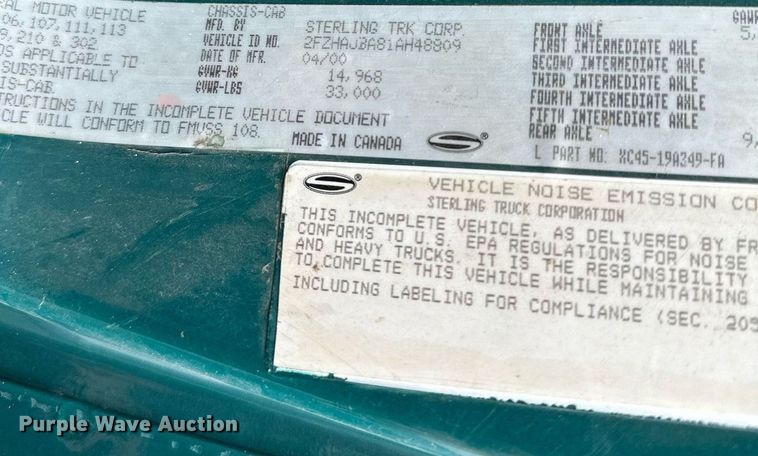 RAL MOTOR VEHICLE
06, 107, 111, 113
9, 210 & 302
DS APPLICABLE TO
SUBSTANTIALLY
IS-CAB.
TRUCTIONS IN THE INCOMPLETE VEHICLE DOCUMENT
CLE WILL CONFORM TO FMVSS 108.
CHASSIS-CAB
MFD. BY STERLING TRK CORP.
VEHICLE ID NO. 2FZHAJBA81AH48809
DATE OF MFR. 04/00
GVWR-KG 14,968
GVWR-LBS 33,000
MADE IN CANADA
GAWR
FRONT AXLE 5,
FIRST INTERMEDIATE AXLE
SECOND INTERMEDIATE AXLE
THIRD INTERMEDIATE AXLE
FOURTH INTERMEDIATE AXLE
FIFTH INTERMEDIATE AXLE
REAR AXLE 9,
L PART NO: XC45-19A349-FA
VEHICLE NOISE EMISSION CO
STERLING TRUCK CORPORATION
THIS INCOMPLETE VEHICLE, AS DELIVERED BY FR
CONFORMS TO U.S. EPA REGULATIONS FOR NOISE
AND HEAVY TRUCKS. IT IS THE RESPONSIBILITY
TO COMPLETE THIS VEHICLE WHILE MAINTAINING
INCLUDING LABELING FOR COMPLIANCE (SEC. 205
Purple Wave Auction